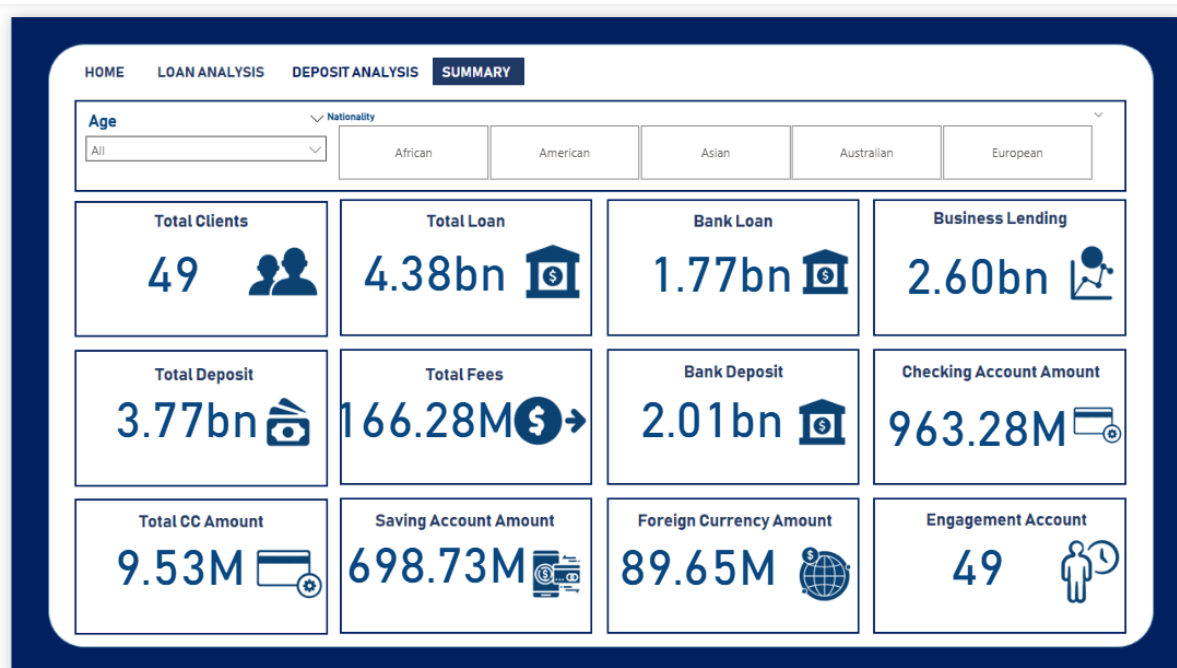 HOME LOAN ANALYSIS DEPOSIT ANALYSIS SUMMARY
Age
All
Nationality
African American Asian Australian European
Total Clients
49
Total Loan
4.38bn
Bank Loan
1.77bn
Business Lending
2.60bn
Total Deposit
3.77bn
Total Fees
166.28M
Bank Deposit
2.01bn
Checking Account Amount
963.28M
Total CC Amount
9.53M
Saving Account Amount
698.73M
Foreign Currency Amount
89.65M
Engagement Account
49